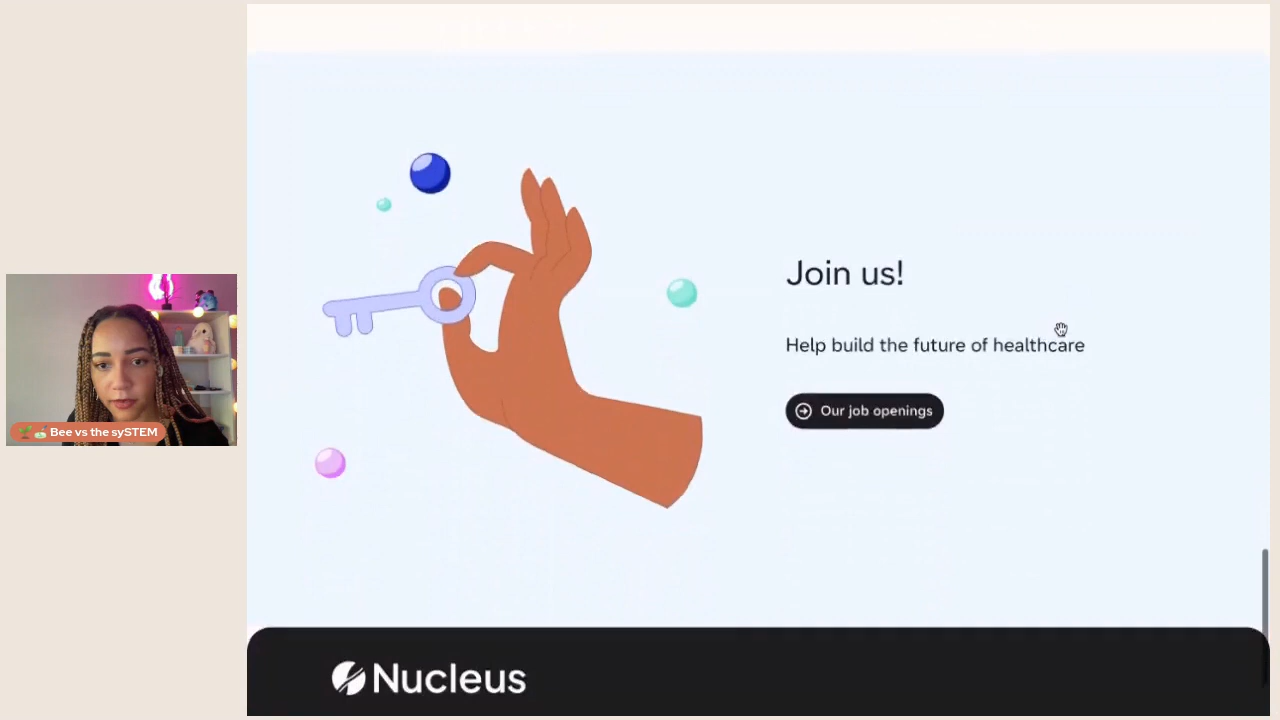 Join us!
Help build the future of healthcare
Our job openings
🌱🍜 Bee vs the sySTEM
Nucleus